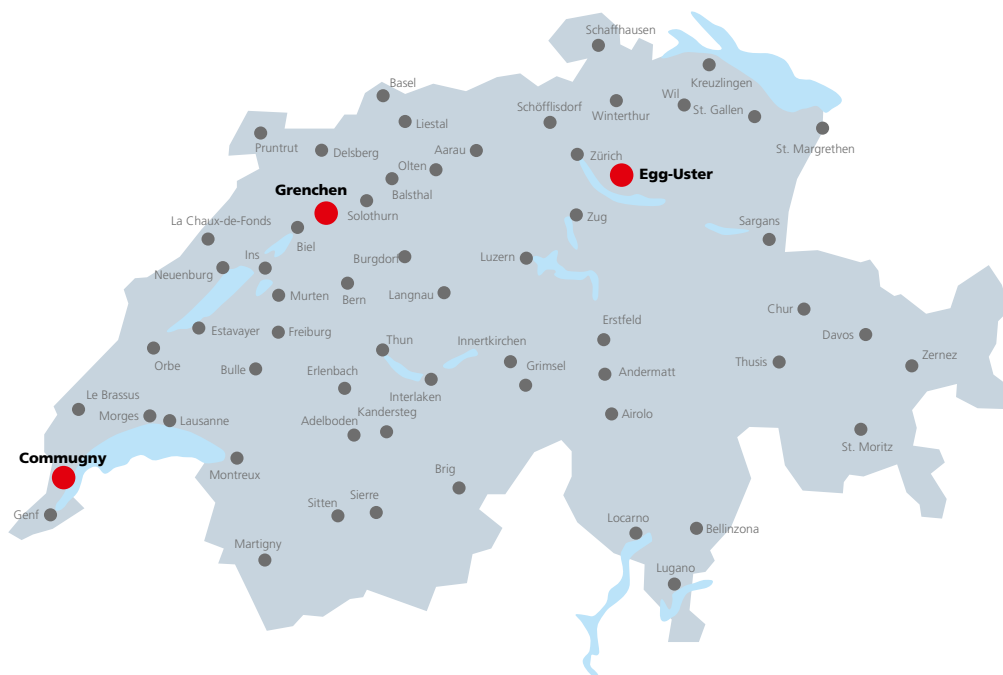 Schaffhausen
Kreuzlingen
Basel
Wil
Schöfflisdorf
Winterthur
St. Gallen
Liestal
Pruntrut
Delsberg
Aarau
Zürich
St. Margrethen
Olten
Balsthal
Egg-Uster
Grenchen
Solothurn
La Chaux-de-Fonds
Zug
Sargans
Biel
Ins
Burgdorf
Luzern
Neuenburg
Murten
Bern
Langnau
Chur
Estavayer
Freiburg
Erstfeld
Thun
Innertkirchen
Davos
Orbe
Bulle
Erlenbach
Grimsel
Andermatt
Thusis
Zernez
Interlaken
Le Brassus
Morges
Lausanne
Kandersteg
Adelboden
Airolo
St. Moritz
Commugny
Montreux
Brig
Sitten
Sierre
Genf
Locarno
Bellinzona
Martigny
Lugano